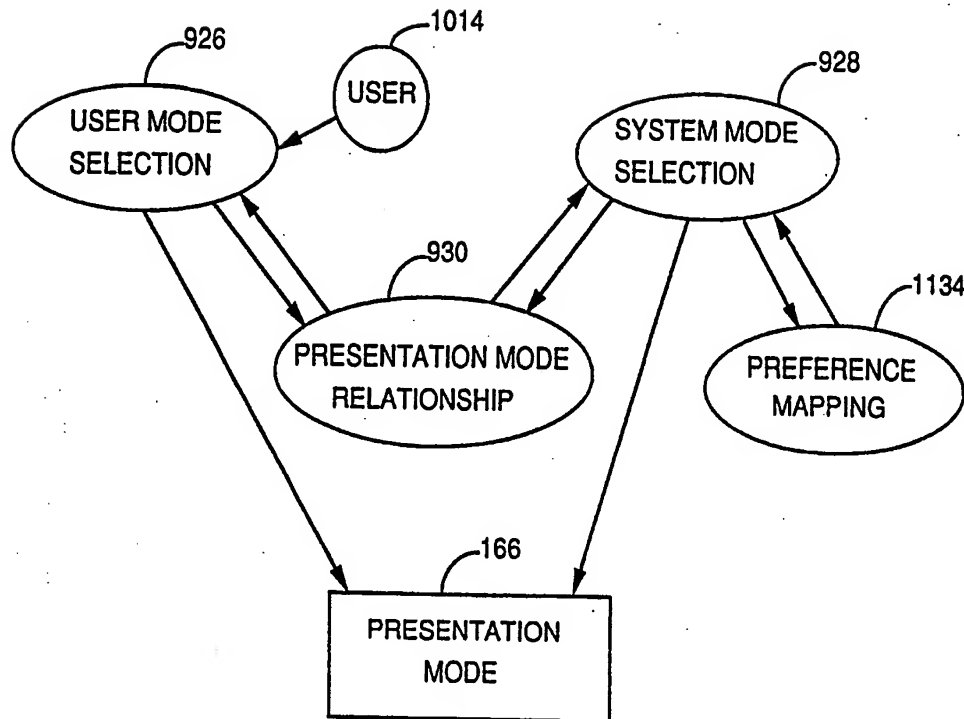 1014
926
USER
928
USER MODE
SELECTION
SYSTEM MODE
SELECTION
930
1134
PRESENTATION MODE
RELATIONSHIP
PREFERENCE
MAPPING
166
PRESENTATION
MODE